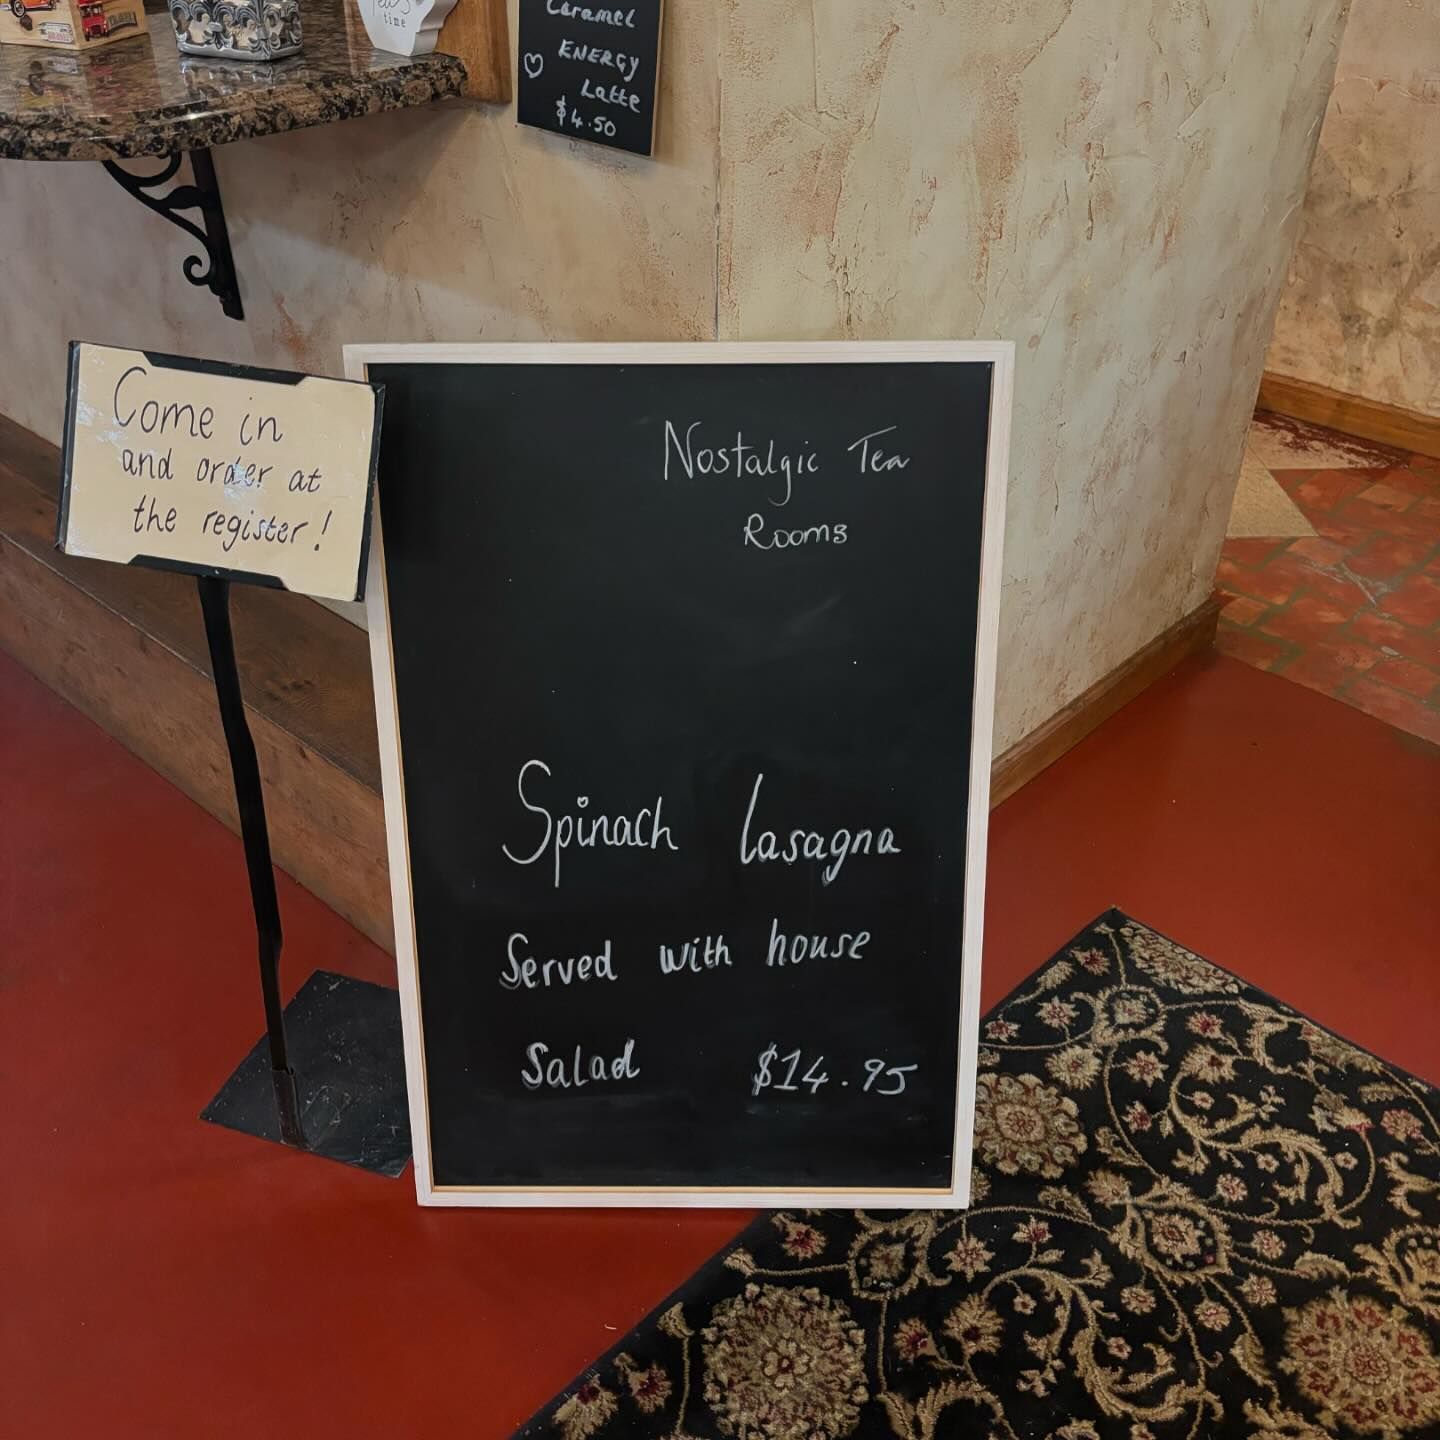 time
Caramel
ENERGY
Latte
$4.50
Come in
and order at
the register!
Nostalgic Tea
Rooms
Spinach Lasagna
Served with house
Salad $14.95